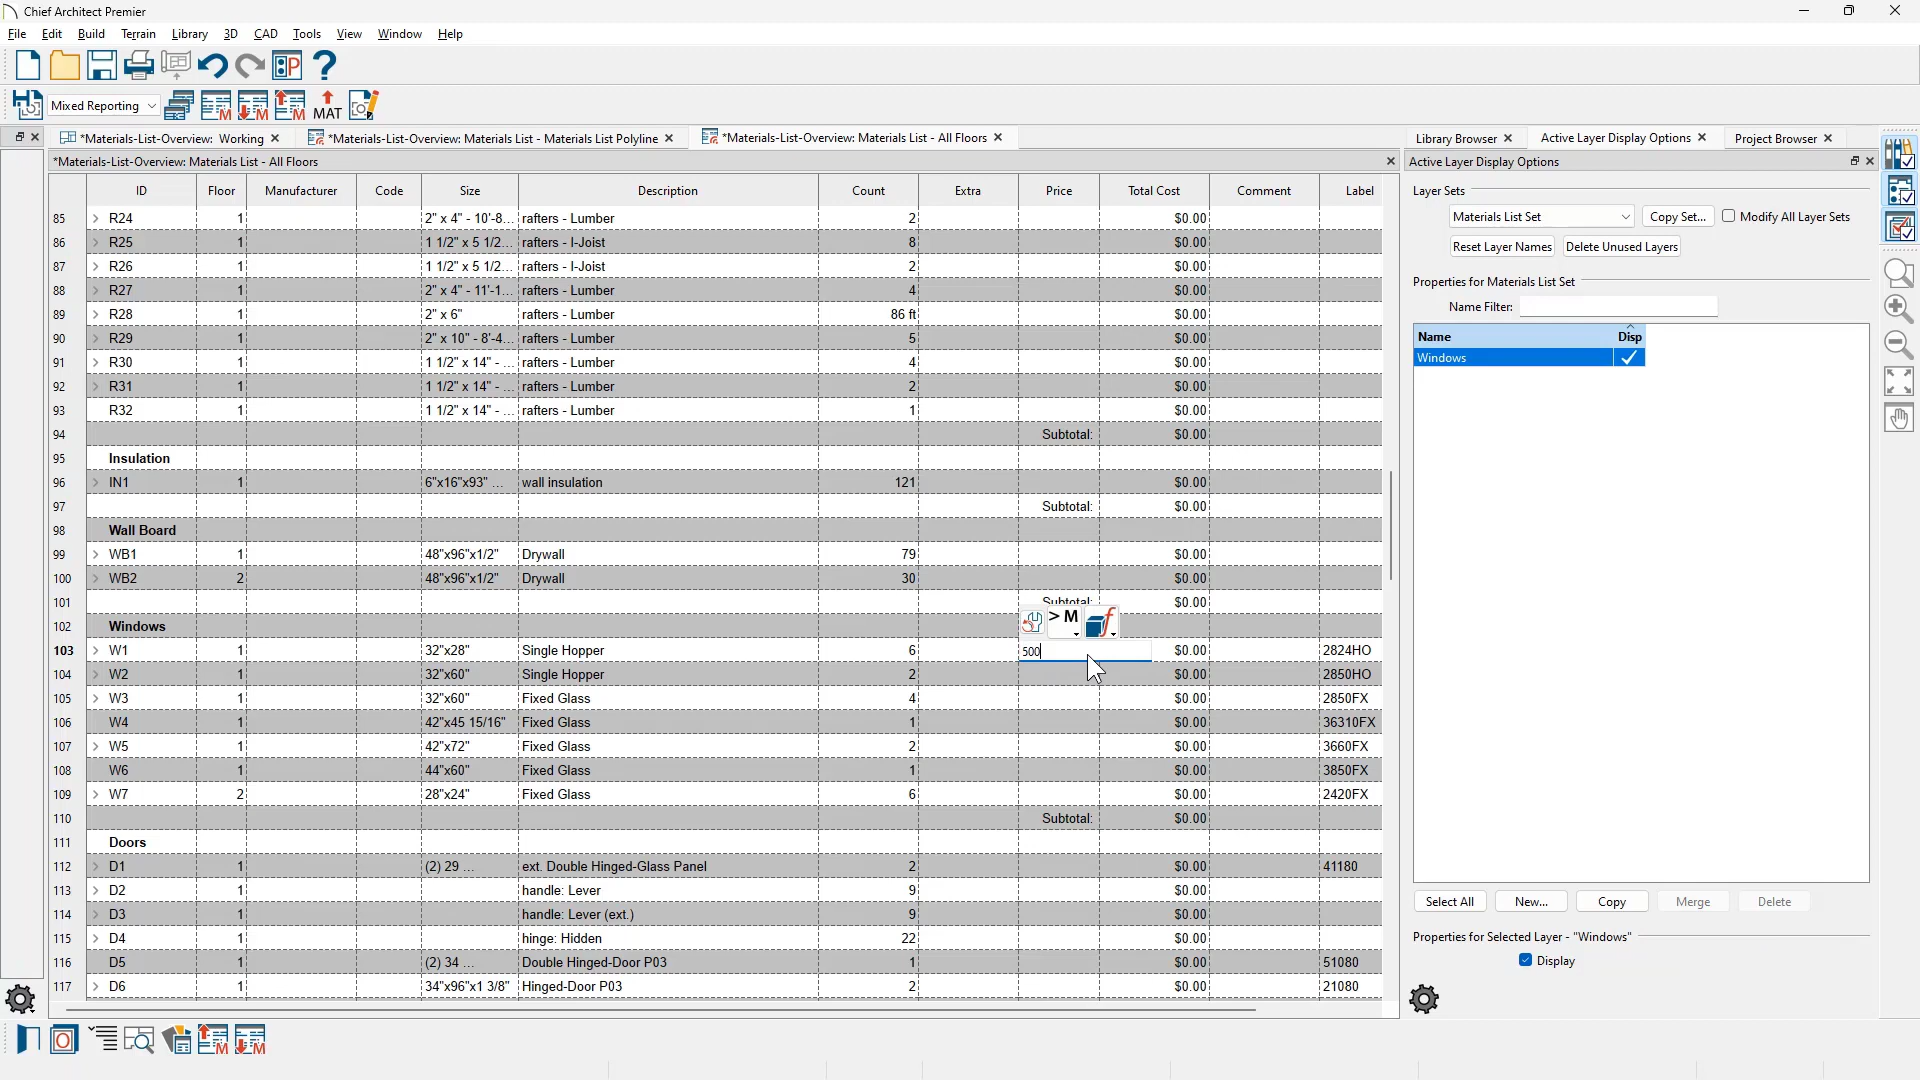 Chief Architect Premier
File Edit Build Terrain Library 3D CAD Tools View Window Help
Mixed Reporting MAT
*Materials-List-Overview: Working *Materials-List-Overview: Materials List - Materials List Polyline *Materials-List-Overview: Materials List - All Floors Library Browser Active Layer Display Options Project Browser
*Materials-List-Overview: Materials List - All Floors
ID Floor Manufacturer Code Size Description Count Extra Price Total Cost Comment Label
85 > R24 1 2" x 4" - 10'-8... rafters - Lumber 2 $0.00
86 > R25 1 1 1/2" x 5 1/2... rafters - I-Joist 8 $0.00
87 > R26 1 1 1/2" x 5 1/2... rafters - I-Joist 2 $0.00
88 > R27 1 2" x 4" - 11'-1... rafters - Lumber 4 $0.00
89 > R28 1 2" x 6" rafters - Lumber 86 ft $0.00
90 > R29 1 2" x 10" - 8'-4... rafters - Lumber 5 $0.00
91 > R30 1 1 1/2" x 14" - ... rafters - Lumber 4 $0.00
92 > R31 1 1 1/2" x 14" - ... rafters - Lumber 2 $0.00
93 R32 1 1 1/2" x 14" - ... rafters - Lumber 1 $0.00
94 Subtotal: $0.00
95 Insulation
96 > IN1 1 6"x16"x93" ... wall insulation 121 $0.00
97 Subtotal: $0.00
98 Wall Board
99 > WB1 1 48"x96"x1/2" Drywall 79 $0.00
100 > WB2 2 48"x96"x1/2" Drywall 30 $0.00
101 Subtotal: $0.00
102 Windows > M
103 > W1 1 32"x28" Single Hopper 6 500 $0.00 2824HO
104 > W2 1 32"x60" Single Hopper 2 $0.00 2850HO
105 > W3 1 32"x60" Fixed Glass 4 $0.00 2850FX
106 W4 1 42"x45 15/16" Fixed Glass 1 $0.00 36310FX
107 > W5 1 42"x72" Fixed Glass 2 $0.00 3660FX
108 W6 1 44"x60" Fixed Glass 1 $0.00 3850FX
109 > W7 2 28"x24" Fixed Glass 6 $0.00 2420FX
110 Subtotal: $0.00
111 Doors
112 > D1 1 (2) 29 ... ext. Double Hinged-Glass Panel 2 $0.00 41180
113 > D2 1 handle: Lever 9 $0.00
114 > D3 1 handle: Lever (ext.) 9 $0.00
115 > D4 1 hinge: Hidden 22 $0.00
116 D5 1 (2) 34 ... Double Hinged-Door P03 1 $0.00 51080
117 > D6 1 34"x96"x1 3/8" Hinged-Door P03 2 $0.00 21080
Active Layer Display Options
Layer Sets
Materials List Set Copy Set... Modify All Layer Sets
Reset Layer Names Delete Unused Layers
Properties for Materials List Set
Name Filter:
Name Disp
Windows
Select All New... Copy Merge Delete
Properties for Selected Layer - "Windows"
Display